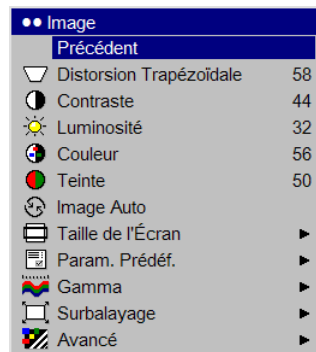 Image
Précédent
Distorsion Trapézoïdale 58
Contraste 44
Luminosité 32
Couleur 56
Teinte 50
Image Auto
Taille de l'Écran
Param. Prédéf.
Gamma
Surbalayage
Avancé